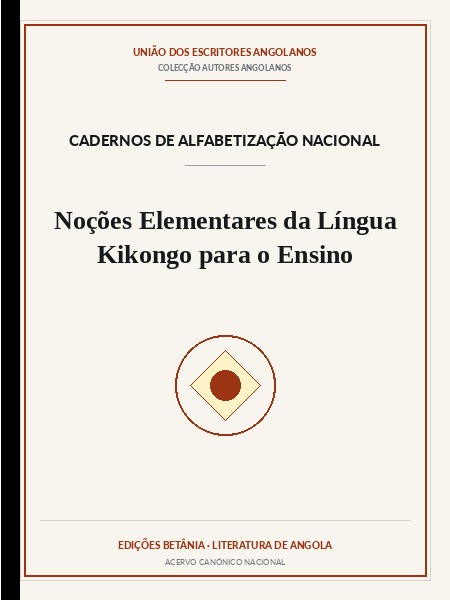 UNIÃO DOS ESCRITORES ANGOLANOS
COLECÇÃO AUTORES ANGOLANOS
CADERNOS DE ALFABETIZAÇÃO NACIONAL
Noções Elementares da Língua
Kikongo para o Ensino
EDIÇÕES BETÂNIA · LITERATURA DE ANGOLA
ACERVO CANÓNICO NACIONAL